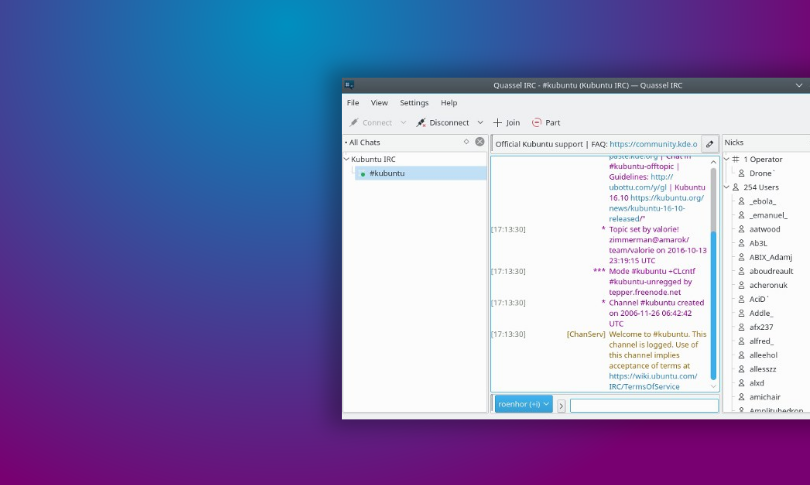 Quassel IRC - #kubuntu (Kubuntu IRC) — Quassel IRC
File View Settings Help
Connect Disconnect Join Part
All Chats
Kubuntu IRC
#kubuntu
Official Kubuntu support | FAQ: https://community.kde.o
#kubuntu-offtopic |
Guidelines: http://
ubottu.com/y/gl | Kubuntu
16.10 https://kubuntu.org/
news/kubuntu-16-10-
released/"
[17:13:30] * Topic set by valorie!
zimmerman@amarok/
team/valorie on 2016-10-13
23:19:15 UTC
[17:13:30] *** Mode #kubuntu +CLcntf
#kubuntu-unregged by
tepper.freenode.net
[17:13:30] * Channel #kubuntu created
on 2006-11-26 06:42:42
UTC
[17:13:30] [ChanServ] Welcome to #kubuntu. This
channel is logged. Use of
this channel implies
acceptance of terms at
https://wiki.ubuntu.com/
IRC/TermsOfService
roenhor (+i)
Nicks
1 Operator
Drone`
254 Users
_ebola_
_emanuel_
aatwood
Ab3L
ABIX_Adamj
aboudreault
acheronuk
AciD`
Addle_
afx237
alfred_
alleehol
allesszz
alxd
amichair